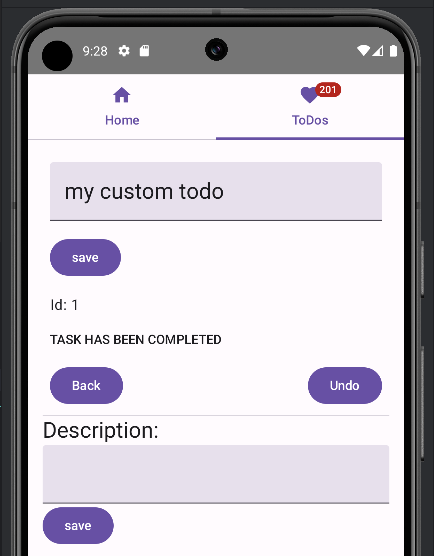 9:28
201
Home ToDos
my custom todo
save
Id: 1
TASK HAS BEEN COMPLETED
Back Undo
Description:
save